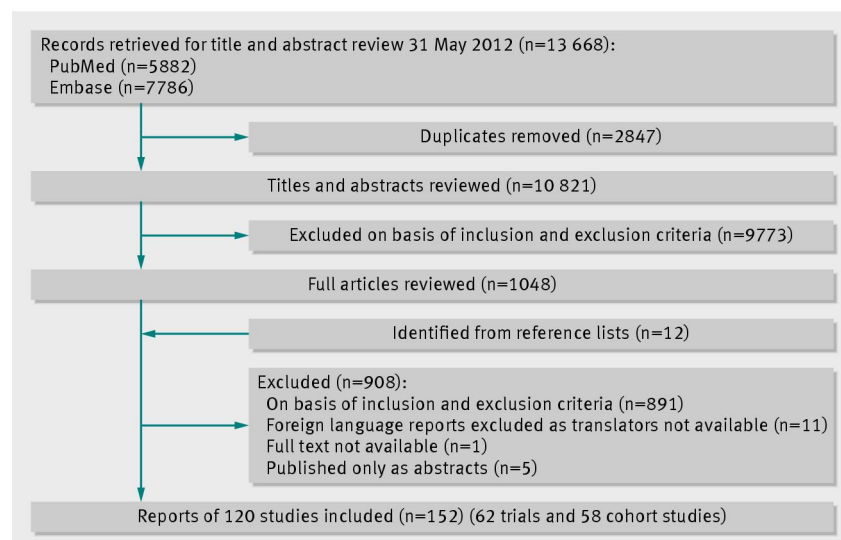 Records retrieved for title and abstract review 31 May 2012 (n=13 668):
PubMed (n=5882)
Embase (n=7786)
Duplicates removed (n=2847)
Titles and abstracts reviewed (n=10 821)
Excluded on basis of inclusion and exclusion criteria (n=9773)
Full articles reviewed (n=1048)
Identified from reference lists (n=12)
Excluded (n=908):
On basis of inclusion and exclusion criteria (n=891)
Foreign language reports excluded as translators not available (n=11)
Full text not available (n=1)
Published only as abstracts (n=5)
Reports of 120 studies included (n=152) (62 trials and 58 cohort studies)